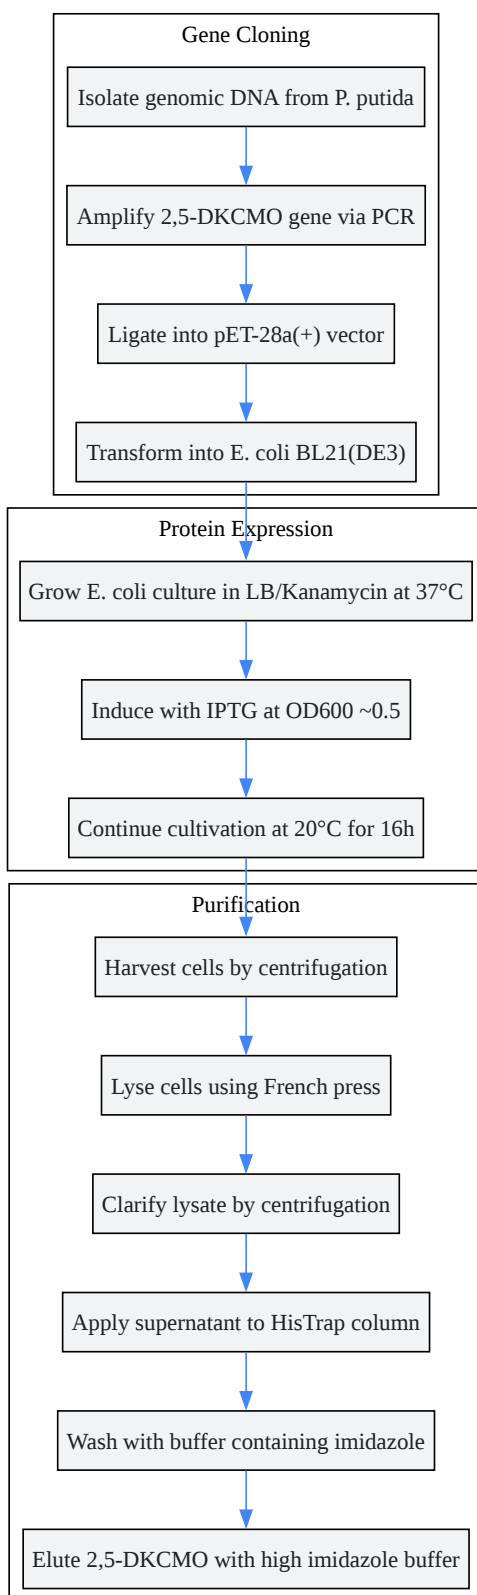 Gene Cloning
Isolate genomic DNA from P. putida
Amplify 2,5-DKCMO gene via PCR
Ligate into pET-28a(+) vector
Transform into E. coli BL21(DE3)
Protein Expression
Grow E. coli culture in LB/Kanamycin at 37°C
Induce with IPTG at OD600 ~0.5
Continue cultivation at 20°C for 16h
Purification
Harvest cells by centrifugation
Lyse cells using French press
Clarify lysate by centrifugation
Apply supernatant to HisTrap column
Wash with buffer containing imidazole
Elute 2,5-DKCMO with high imidazole buffer